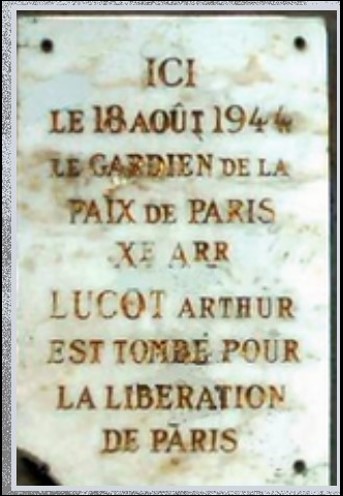 ICI
LE 18 AOÛT 1944
LE GARDIEN DE LA
PAIX DE PARIS
XE ARR
LUCOT ARTHUR
EST TOMBÉ POUR
LA LIBERATION
DE PARIS